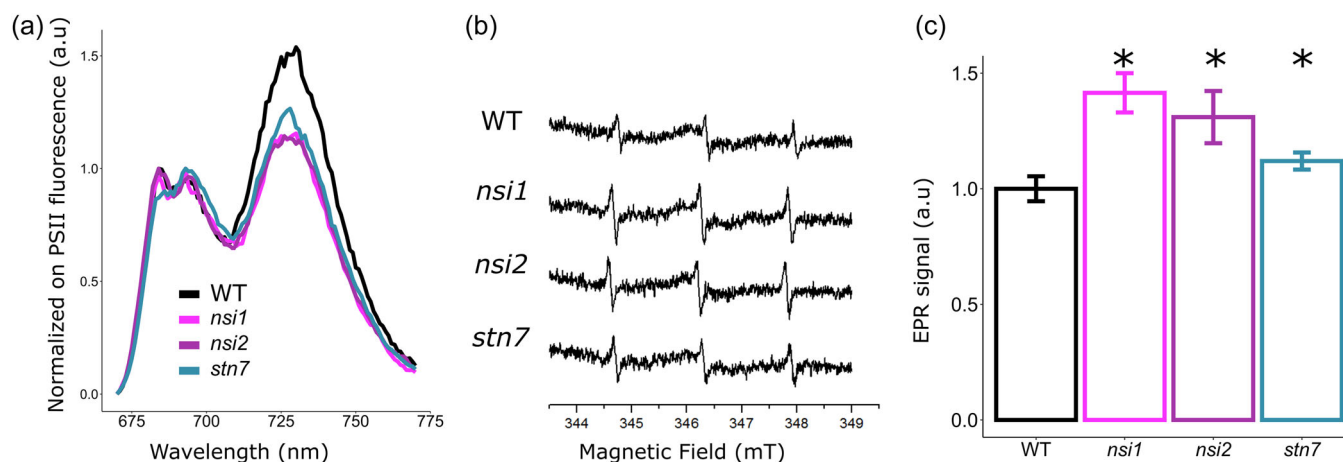 (a)
Normalized on PSII fluorescence (a.u)
1.5
1.0
0.5
0.0
WT
nsi1
nsi2
stn7
675
700
725
750
775
Wavelength (nm)
(b)
WT
nsi1
nsi2
stn7
344
345
346
347
348
349
Magnetic Field (mT)
(c)
EPR signal (a.u)
1.5
1.0
0.5
0.0
*
*
*
WT
nsi1
nsi2
stn7